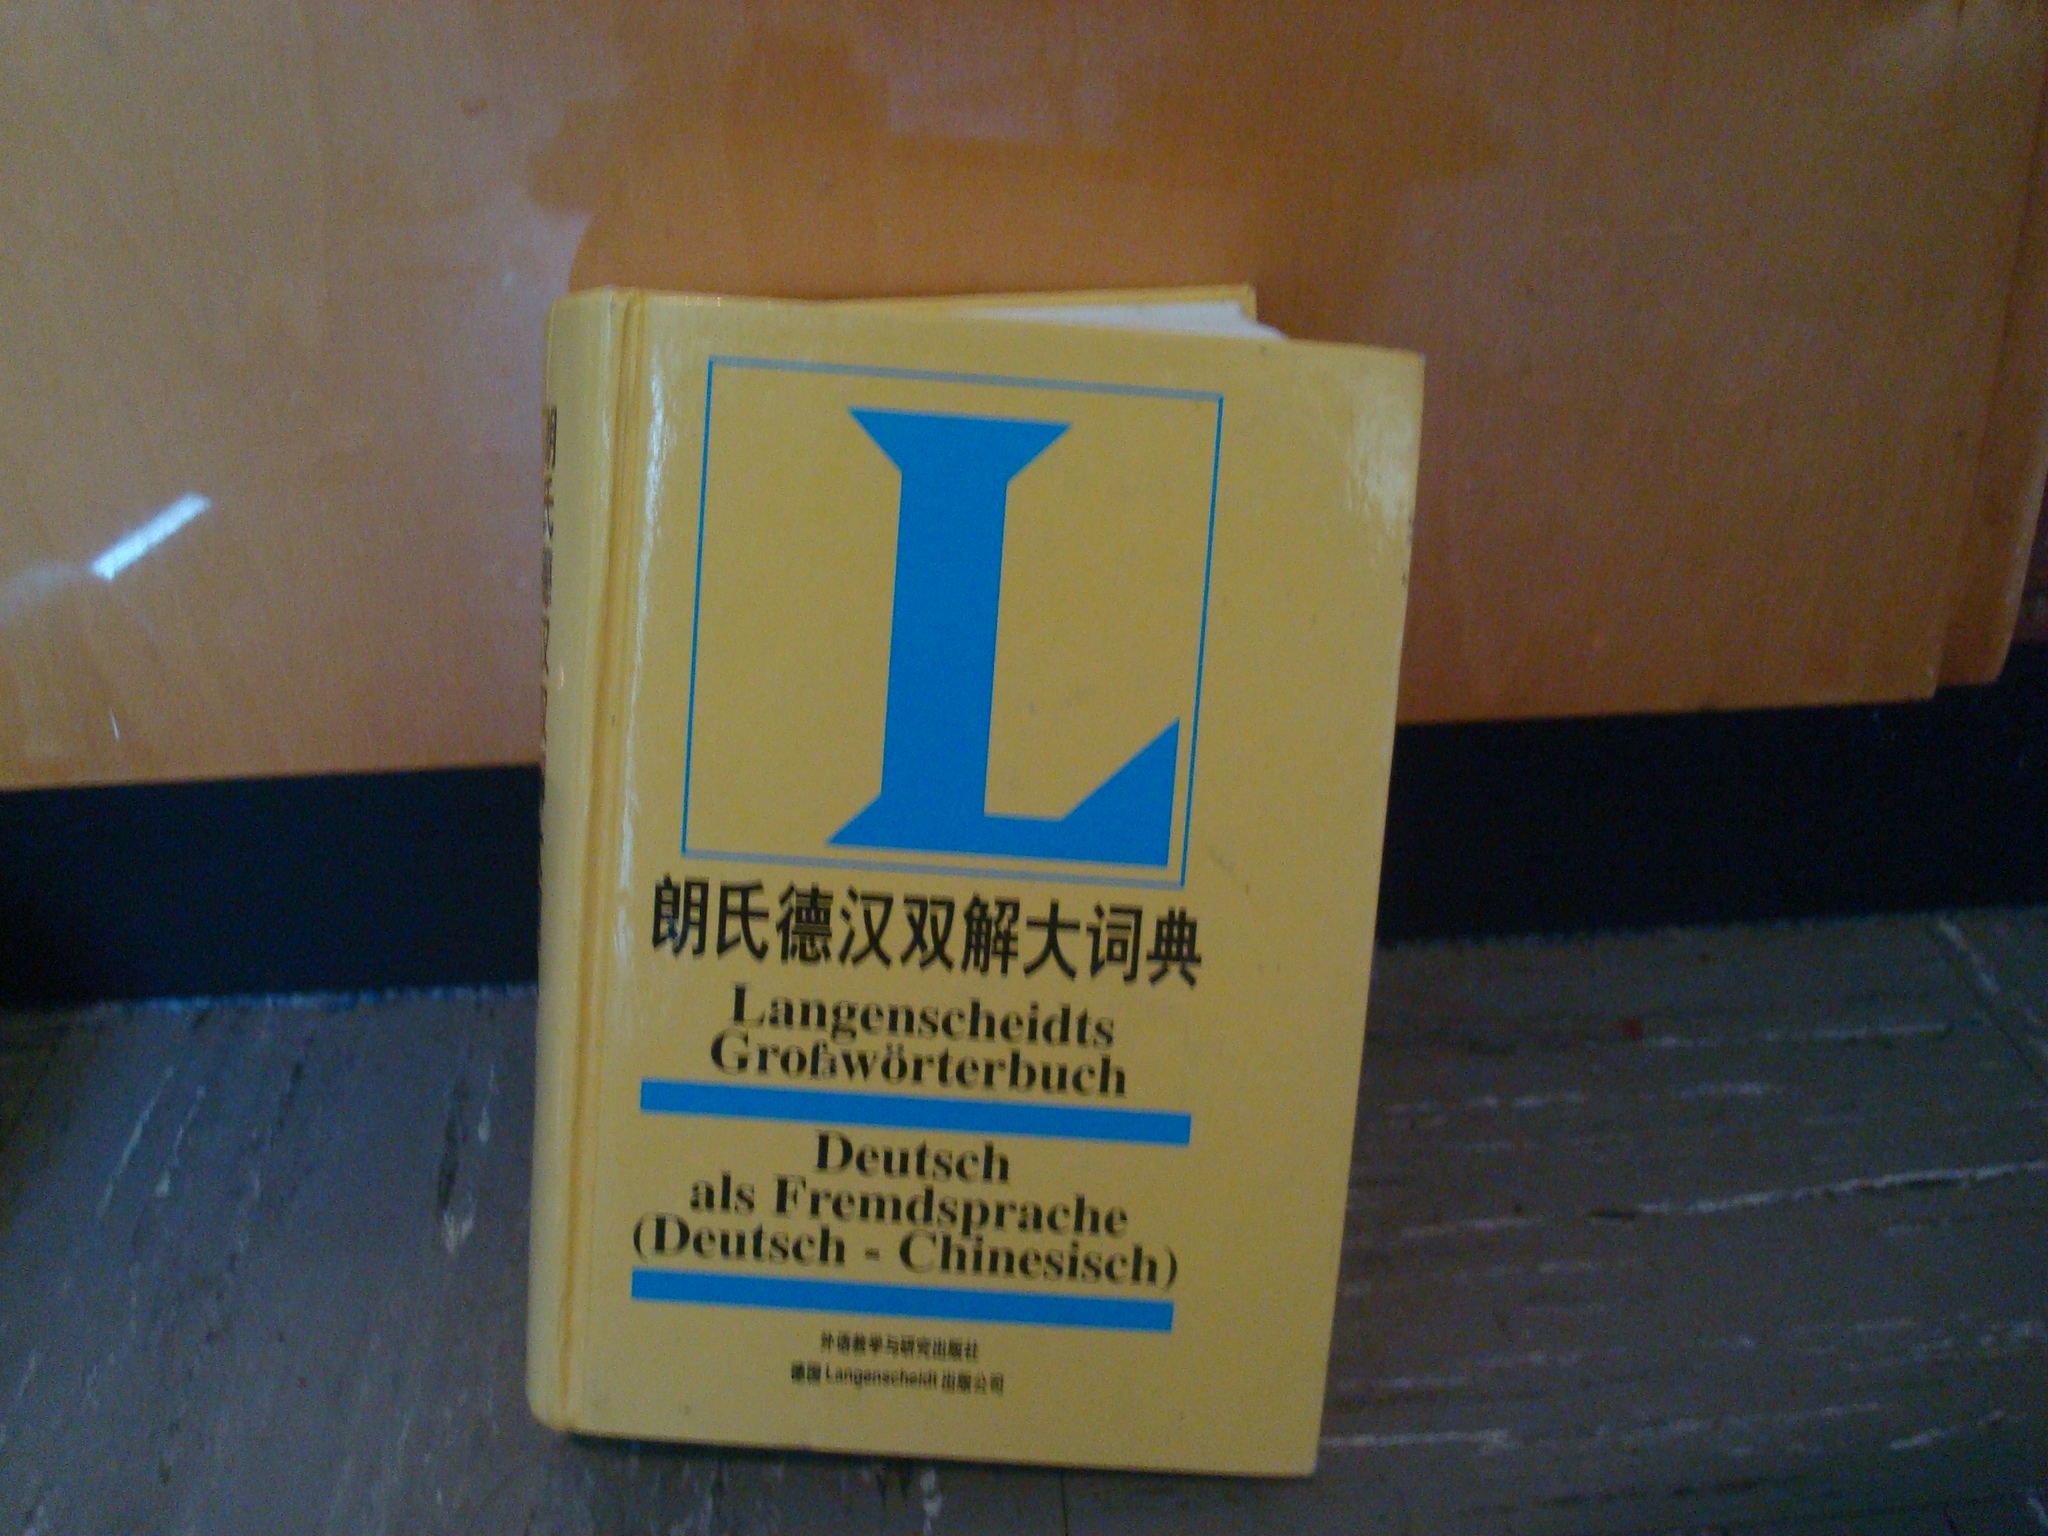 L
朗氏德汉双解大词典
Langenscheidts
Großwörterbuch
Deutsch
als Fremdsprache
(Deutsch - Chinesisch)
外语教学与研究出版社
德国 Langenscheidt 出版公司